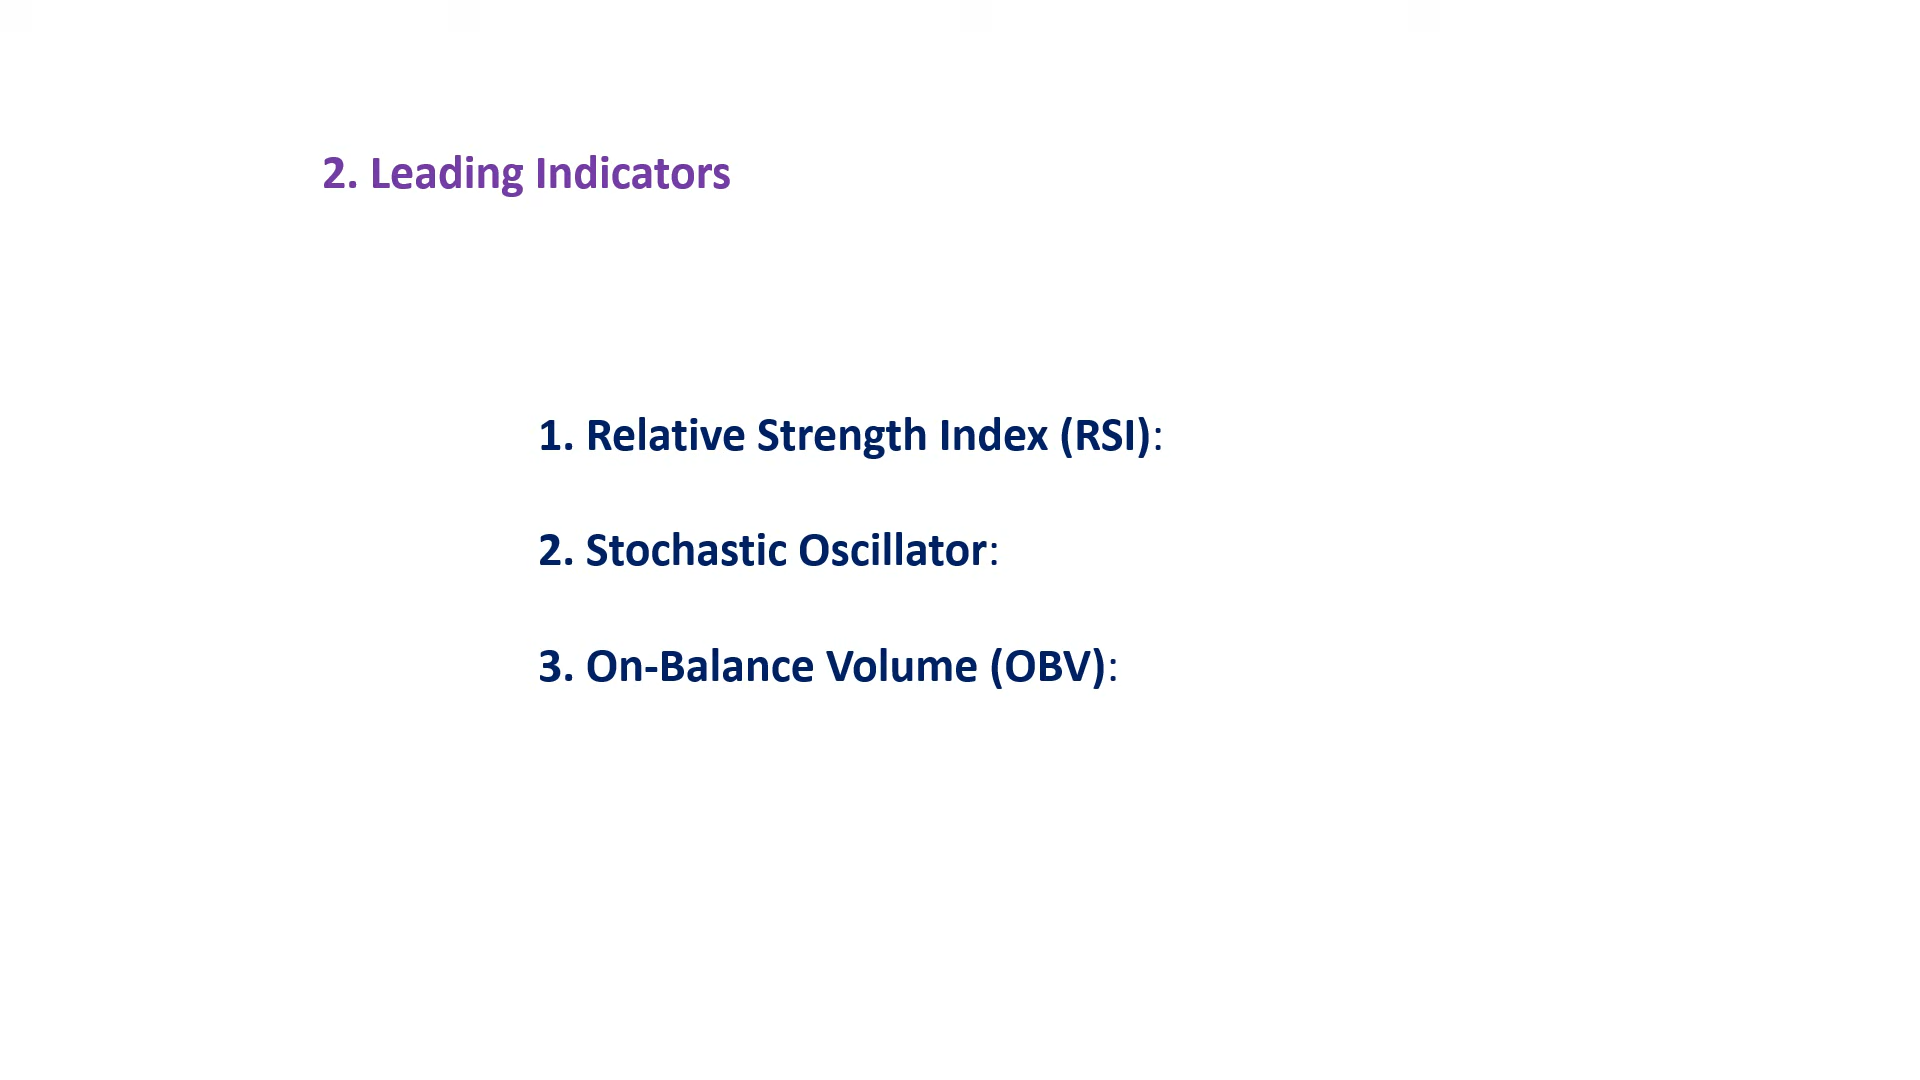 2. Leading Indicators
1. Relative Strength Index (RSI):
2. Stochastic Oscillator:
3. On-Balance Volume (OBV):